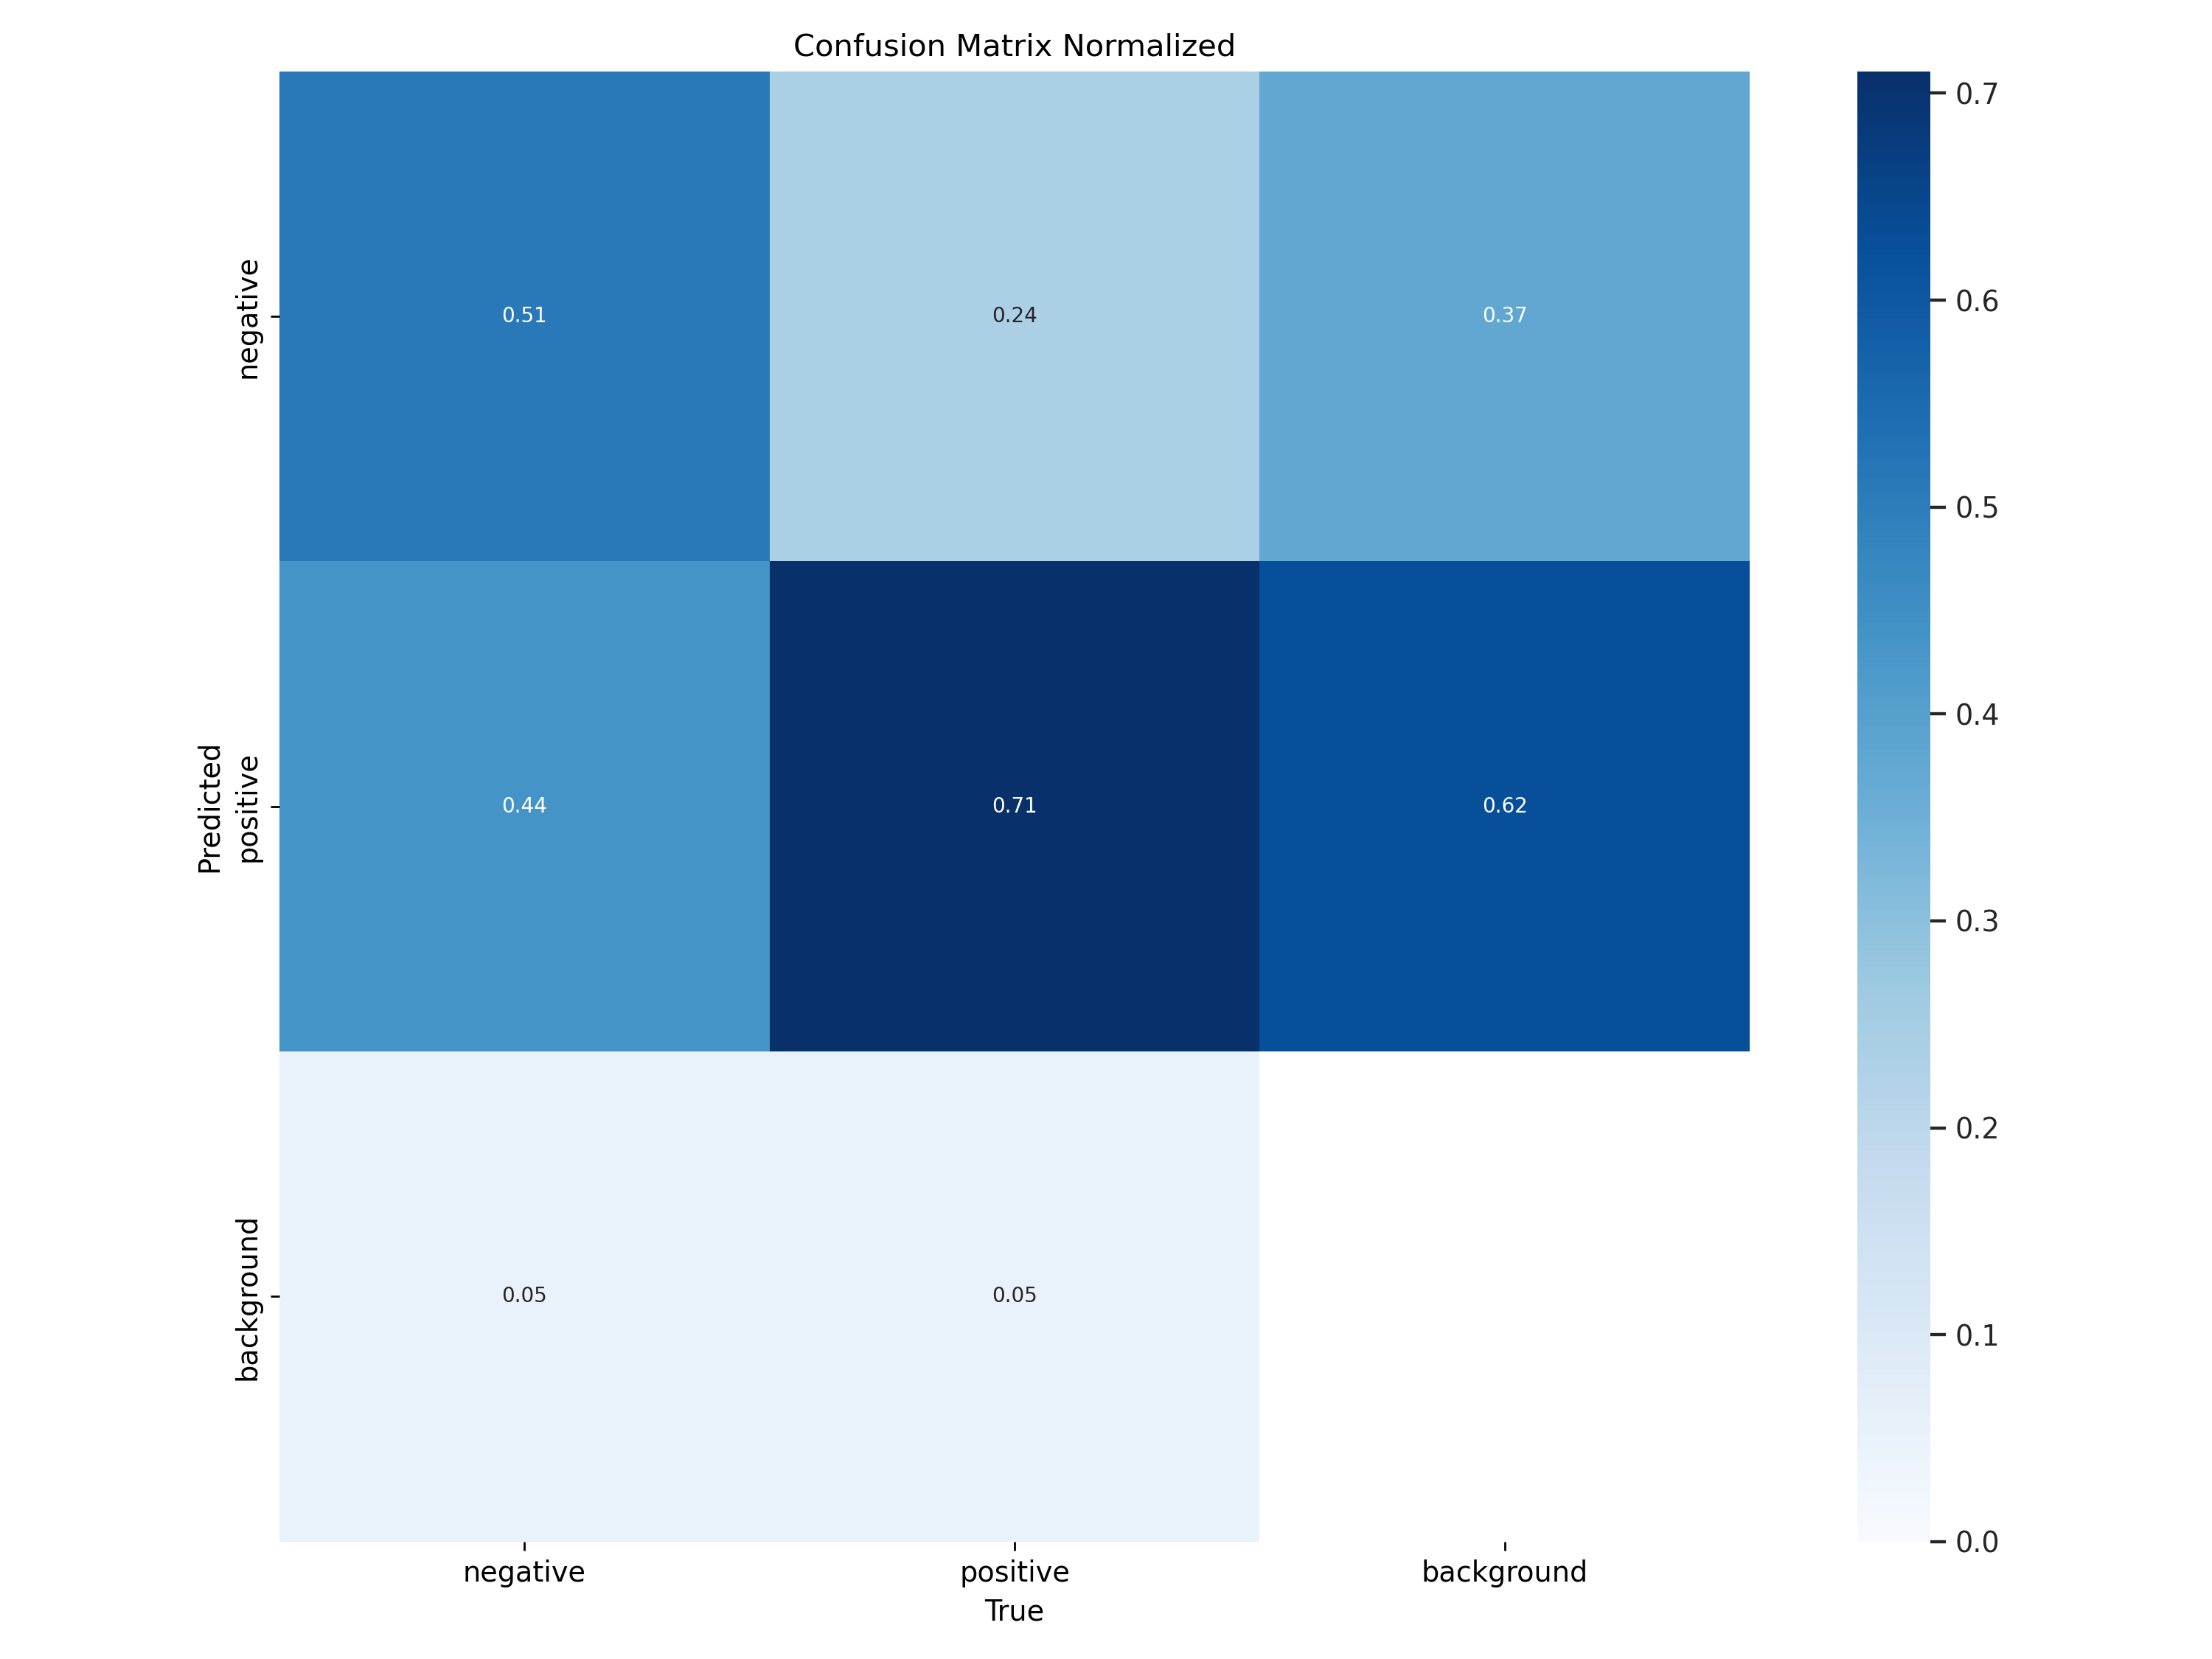 Confusion Matrix Normalized
negative
0.51 0.24 0.37
Predicted
positive
0.44 0.71 0.62
background
0.05 0.05
negative positive background
True
0.7
0.6
0.5
0.4
0.3
0.2
0.1
0.0